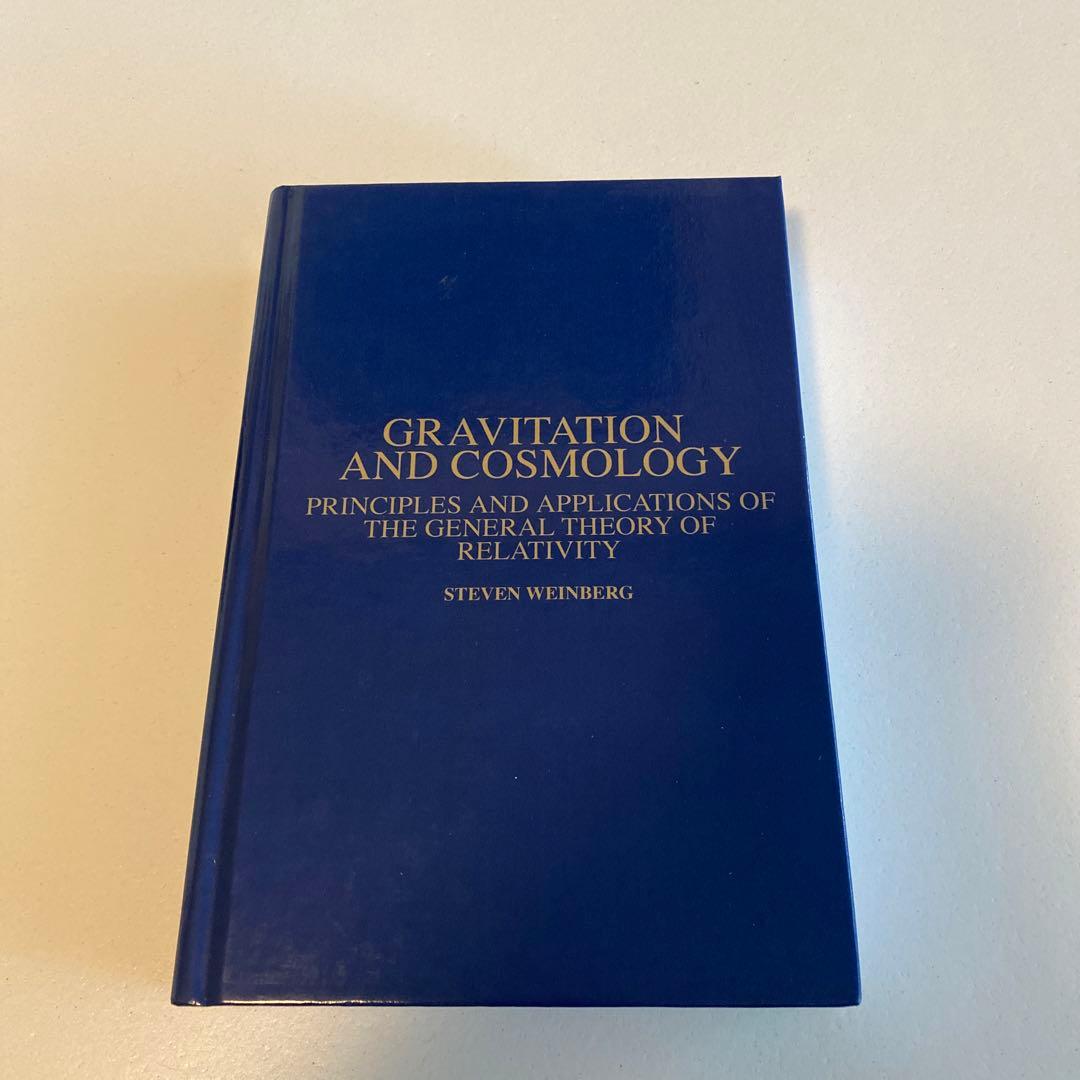 GRAVITATION
AND COSMOLOGY
PRINCIPLES AND APPLICATIONS OF
THE GENERAL THEORY OF
RELATIVITY
STEVEN WEINBERG